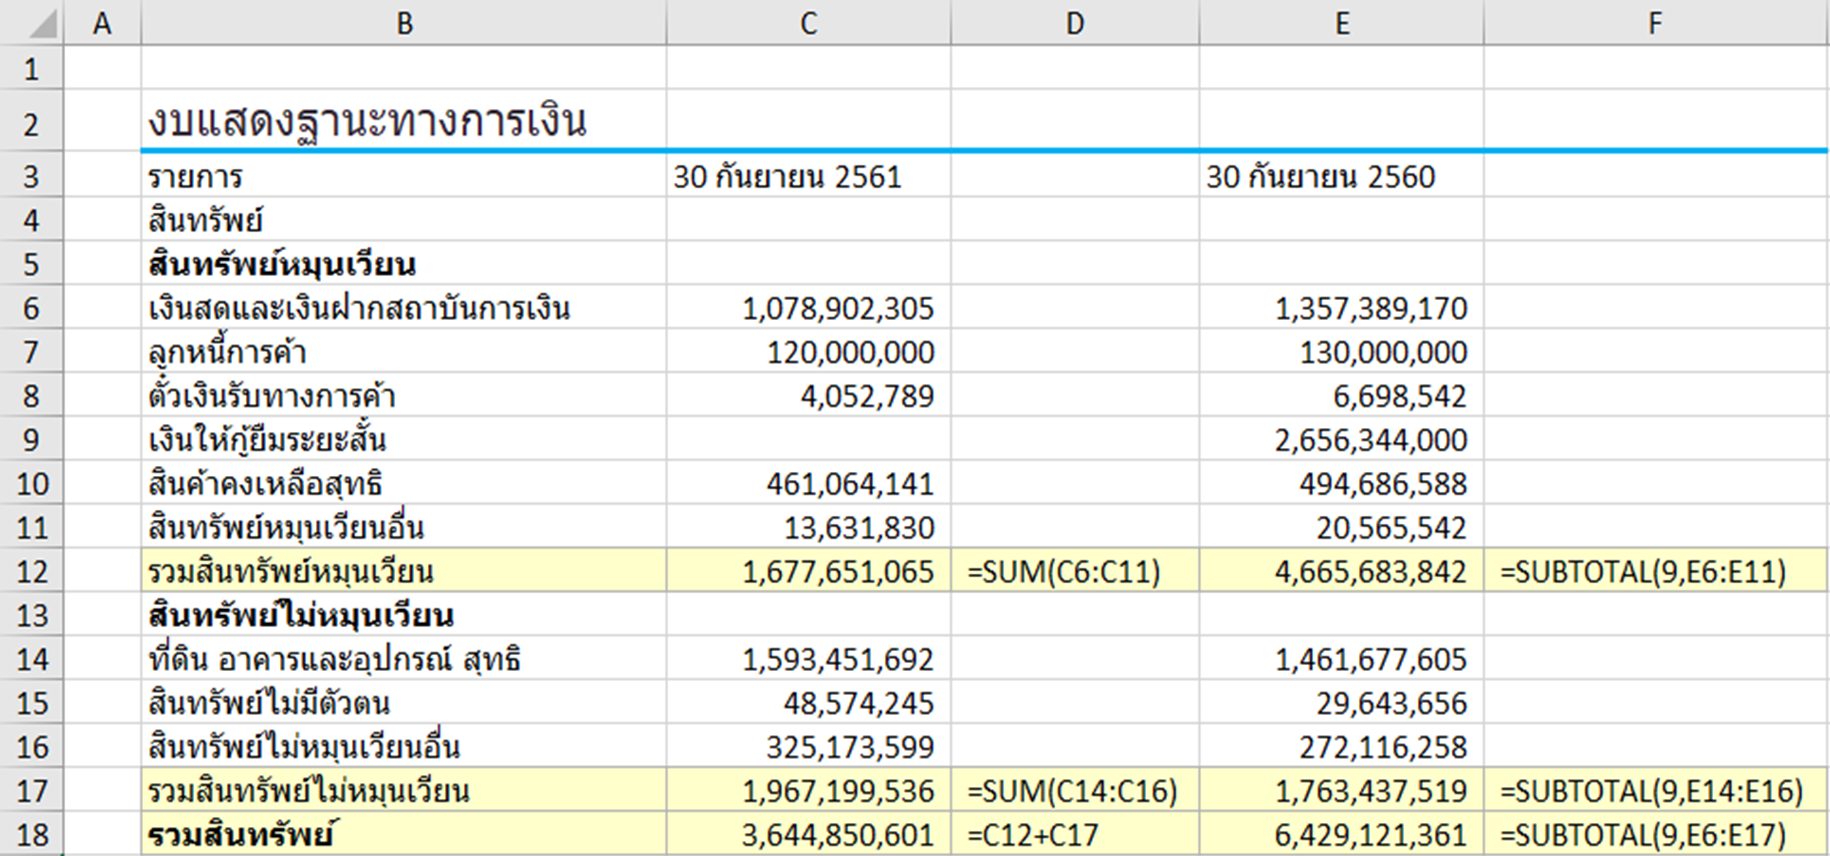 A B C D E F
1
2 งบแสดงฐานะทางการเงิน
3 รายการ 30 กันยายน 2561 30 กันยายน 2560
4 สินทรัพย์
5 สินทรัพย์หมุนเวียน
6 เงินสดและเงินฝากสถาบันการเงิน 1,078,902,305 1,357,389,170
7 ลูกหนี้การค้า 120,000,000 130,000,000
8 ตั๋วเงินรับทางการค้า 4,052,789 6,698,542
9 เงินให้กู้ยืมระยะสั้น 2,656,344,000
10 สินค้าคงเหลือสุทธิ 461,064,141 494,686,588
11 สินทรัพย์หมุนเวียนอื่น 13,631,830 20,565,542
12 รวมสินทรัพย์หมุนเวียน 1,677,651,065 =SUM(C6:C11) 4,665,683,842 =SUBTOTAL(9,E6:E11)
13 สินทรัพย์ไม่หมุนเวียน
14 ที่ดิน อาคารและอุปกรณ์ สุทธิ 1,593,451,692 1,461,677,605
15 สินทรัพย์ไม่มีตัวตน 48,574,245 29,643,656
16 สินทรัพย์ไม่หมุนเวียนอื่น 325,173,599 272,116,258
17 รวมสินทรัพย์ไม่หมุนเวียน 1,967,199,536 =SUM(C14:C16) 1,763,437,519 =SUBTOTAL(9,E14:E16)
18 รวมสินทรัพย์ 3,644,850,601 =C12+C17 6,429,121,361 =SUBTOTAL(9,E6:E17)